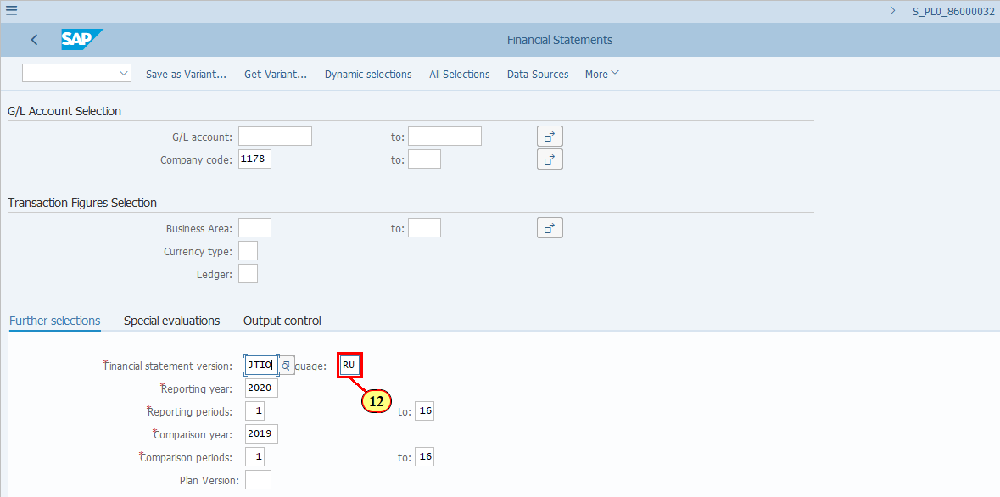 S_PL0_86000032
SAP Financial Statements
Save as Variant... Get Variant... Dynamic selections All Selections Data Sources More
G/L Account Selection
G/L account: to:
Company code: 1178 to:
Transaction Figures Selection
Business Area: to:
Currency type:
Ledger:
Further selections Special evaluations Output control
*Financial statement version: JTIO guage: RU
*Reporting year: 2020
12
*Reporting periods: 1 to: 16
*Comparison year: 2019
*Comparison periods: 1 to: 16
Plan Version: